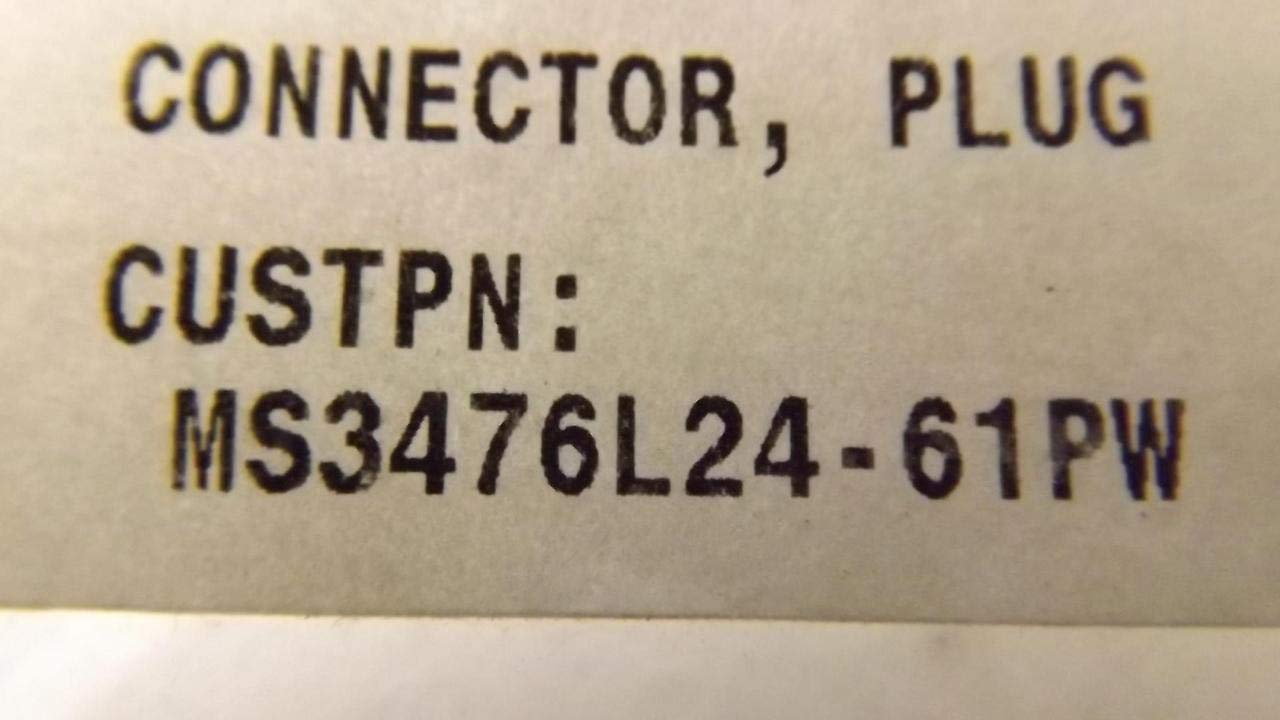 CONNECTOR, PLUG
CUSTPN:
MS3476L24-61PW